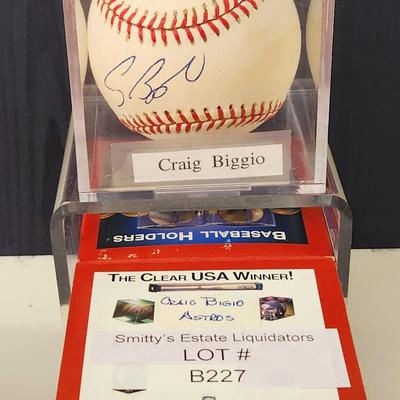 Craig Biggio
BASEBALL HOLDERS
THE CLEAR USA WINNER!
CRAIG BIGIO
ASTROS
Smitty's Estate Liquidators
LOT #
B227